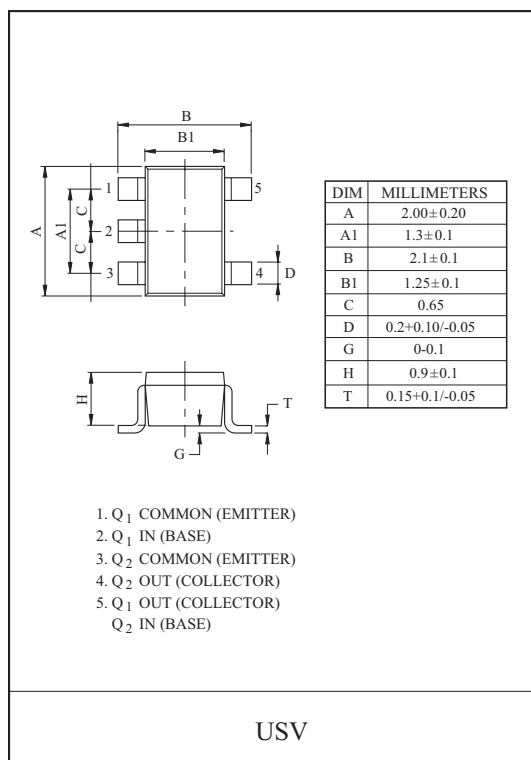 B
B1
1
5
A
A1
C
2
C
3
4
D
H
T
G
DIM MILLIMETERS
A 2.00±0.20
A1 1.3±0.1
B 2.1±0.1
B1 1.25±0.1
C 0.65
D 0.2+0.10/-0.05
G 0-0.1
H 0.9±0.1
T 0.15+0.1/-0.05
1. Q1 COMMON (EMITTER)
2. Q1 IN (BASE)
3. Q2 COMMON (EMITTER)
4. Q2 OUT (COLLECTOR)
5. Q1 OUT (COLLECTOR)
Q2 IN (BASE)
USV